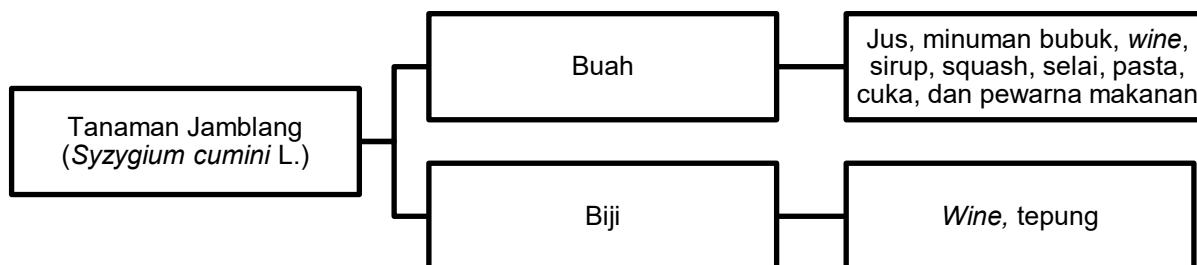 Tanaman Jamblang
(Syzygium cumini L.)
Buah
Jus, minuman bubuk, wine,
sirup, squash, selai, pasta,
cuka, dan pewarna makanan
Biji
Wine, tepung